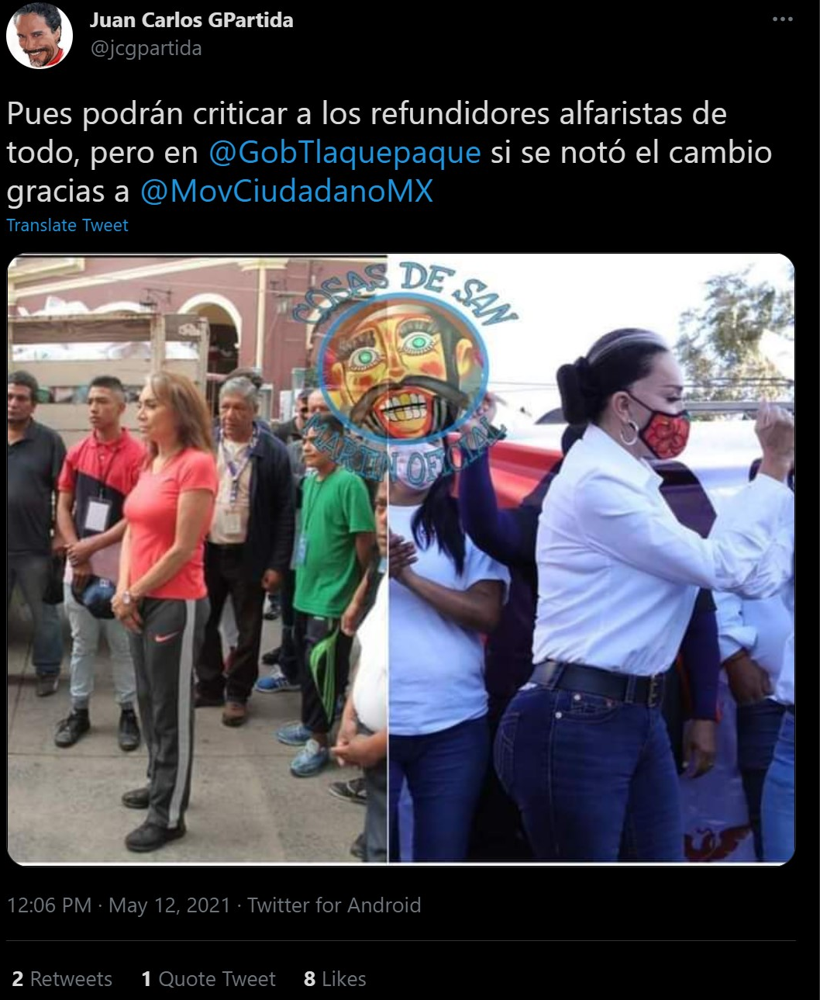 Juan Carlos GPartida
@jcgpartida
Pues podrán criticar a los refundidores alfaristas de
todo, pero en @GobTlaquepaque si se notó el cambio
gracias a @MovCiudadanoMX
Translate Tweet
COSAS DE SAN
MARTIN OFICIAL
12:06 PM · May 12, 2021 · Twitter for Android
2 Retweets 1 Quote Tweet 8 Likes